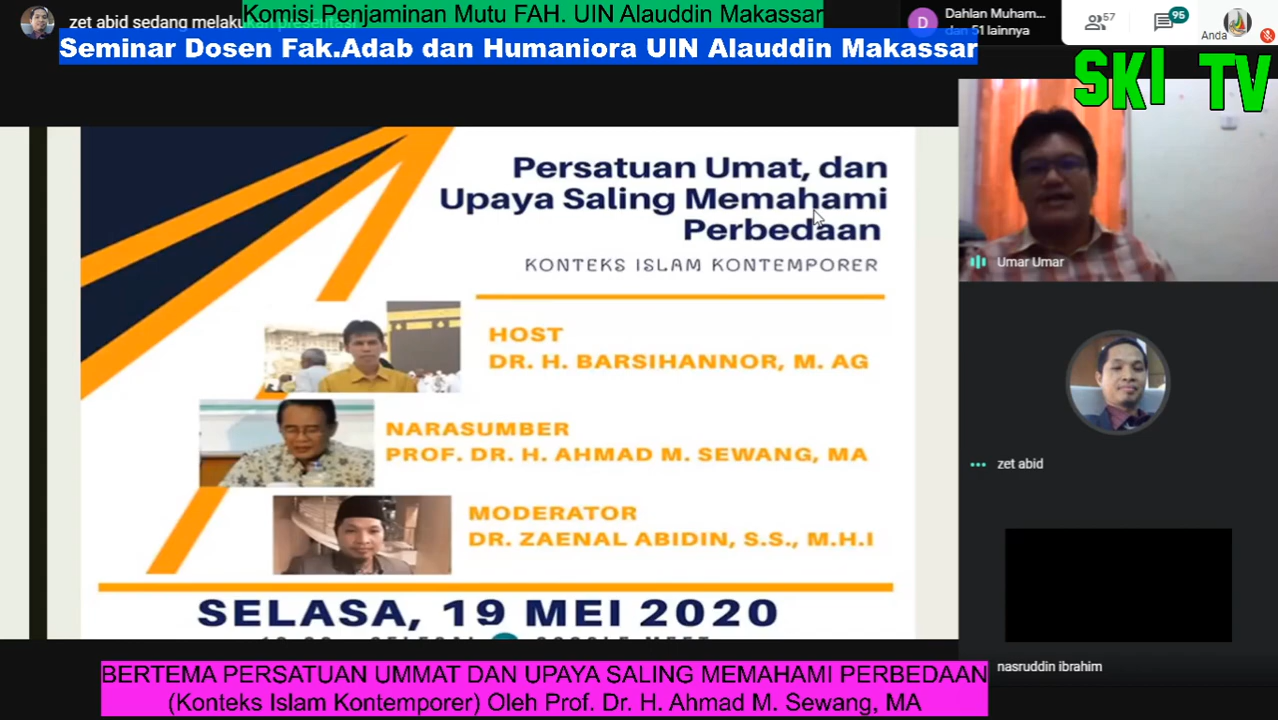 Komisi Penjaminan Mutu FAH. UIN Alauddin Makassar
zet abid sedang melakukan presentasi
Seminar Dosen Fak.Adab dan Humaniora UIN Alauddin Makassar
D
Dahlan Muham...
dan 51 lainnya
57
95
Anda
SKI TV
Persatuan Umat, dan
Upaya Saling Memahami
Perbedaan
KONTEKS ISLAM KONTEMPORER
HOST
DR. H. BARSIHANNOR, M. AG
NARASUMBER
PROF. DR. H. AHMAD M. SEWANG, MA
MODERATOR
DR. ZAENAL ABIDIN, S.S., M.H.I
SELASA, 19 MEI 2020
Umar Umar
zet abid
nasruddin ibrahim
BERTEMA PERSATUAN UMMAT DAN UPAYA SALING MEMAHAMI PERBEDAAN
(Konteks Islam Kontemporer) Oleh Prof. Dr. H. Ahmad M. Sewang, MA